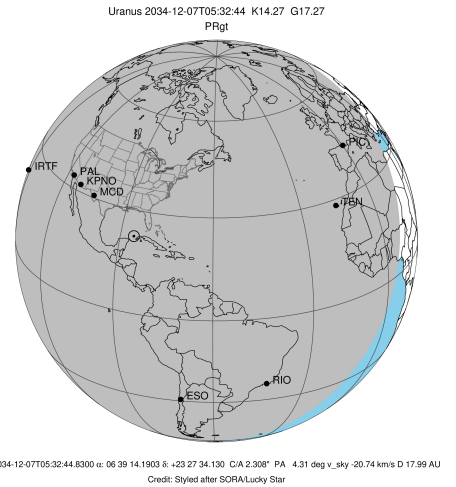 Uranus 2034-12-07T05:32:44 K14.27 G17.27
PRgt
PIC
IRTF
PAL
KPNO
MCD
TEN
RIO
ESO
034-12-07T05:32:44.8300 α: 06 39 14.1903 δ: +23 27 34.130 C/A 2.308" PA 4.31 deg v_sky -20.74 km/s D 17.99 AU
Credit: Styled after SORA/Lucky Star